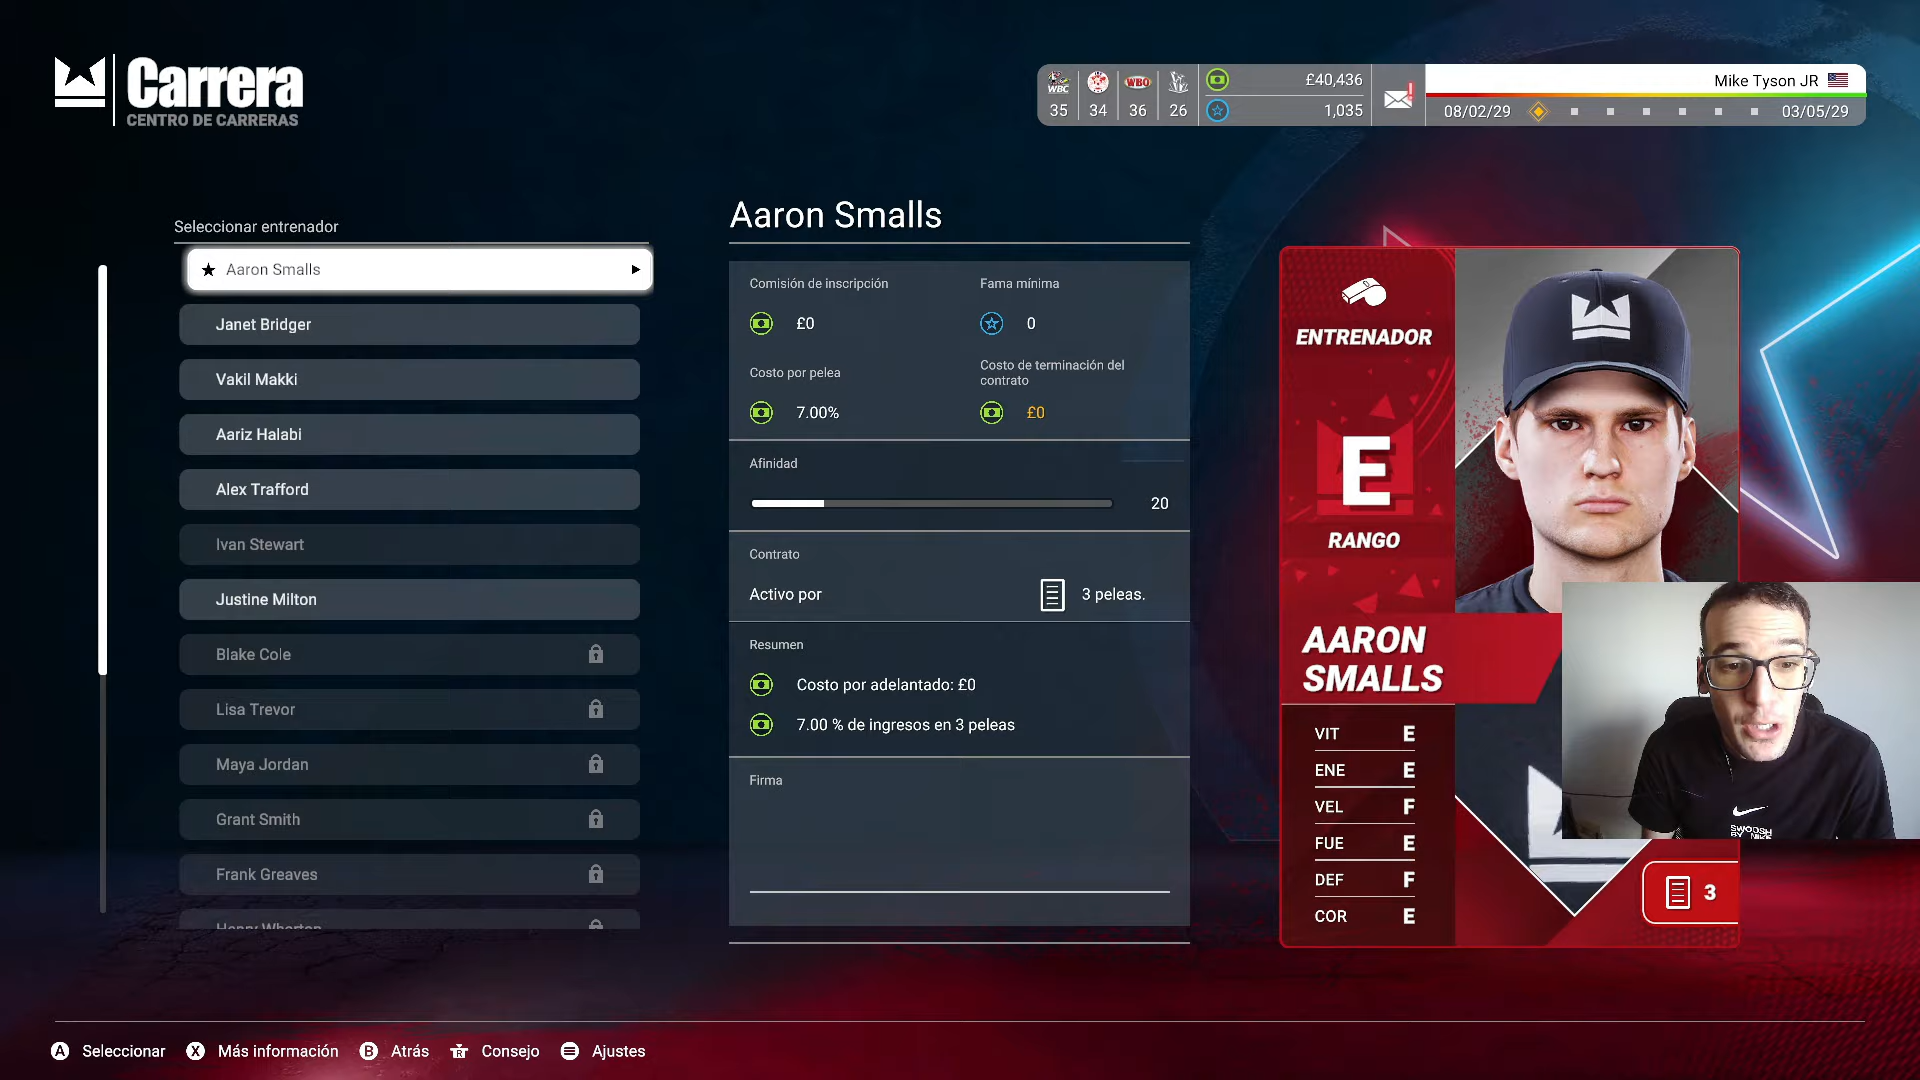 Carrera
CENTRO DE CARRERAS
WBC
WBO
35
34
36
26
£40,436
1,035
Mike Tyson JR
08/02/29
03/05/29
Seleccionar entrenador
Aaron Smalls
Janet Bridger
Vakil Makki
Aariz Halabi
Alex Trafford
Ivan Stewart
Justine Milton
Blake Cole
Lisa Trevor
Maya Jordan
Grant Smith
Frank Greaves
Henry Wharton
Aaron Smalls
Comisión de inscripción
Fama mínima
£0
0
Costo por pelea
Costo de terminación del
contrato
7.00%
£0
Afinidad
20
Contrato
Activo por
3 peleas.
Resumen
Costo por adelantado: £0
7.00 % de ingresos en 3 peleas
Firma
ENTRENADOR
E
RANGO
AARON
SMALLS
VIT E
ENE E
VEL F
FUE E
DEF F
COR E
3
SWOOSH
BY NIKE
A Seleccionar
X Más información
B Atrás
R Consejo
Ajustes